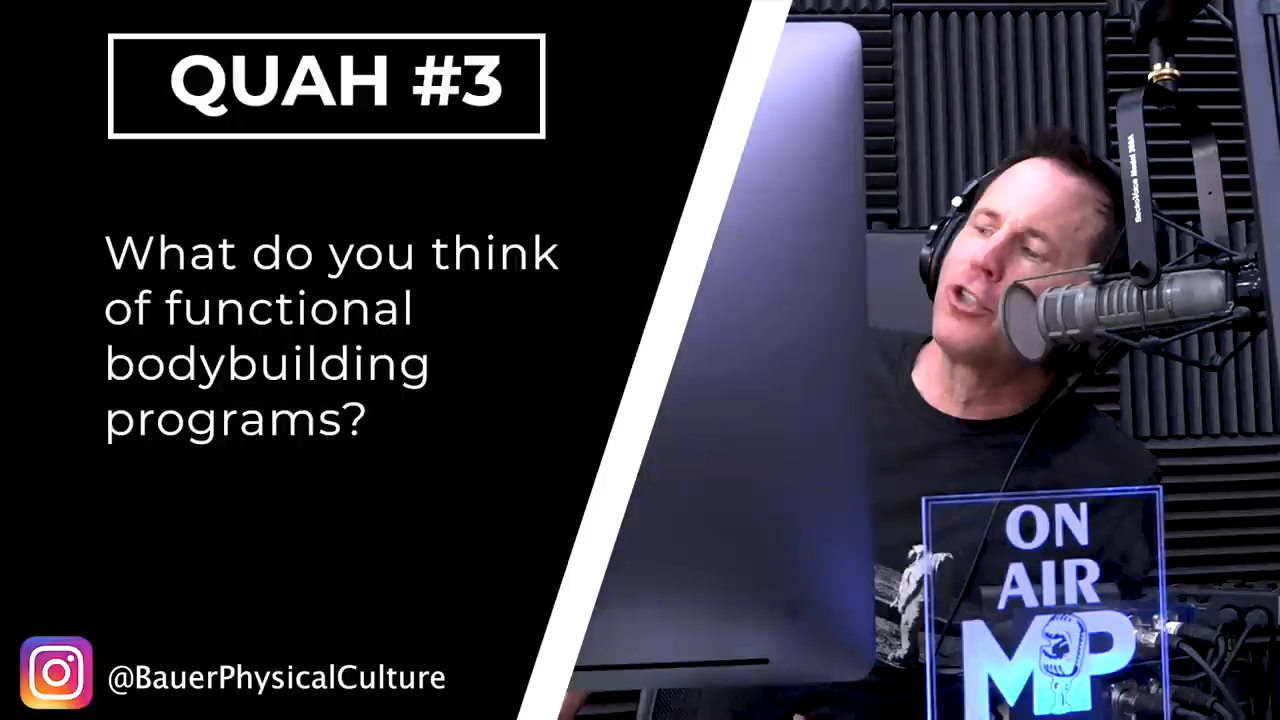 QUAH #3
What do you think
of functional
bodybuilding
programs?
@BauerPhysicalCulture
ON
AIR
MP